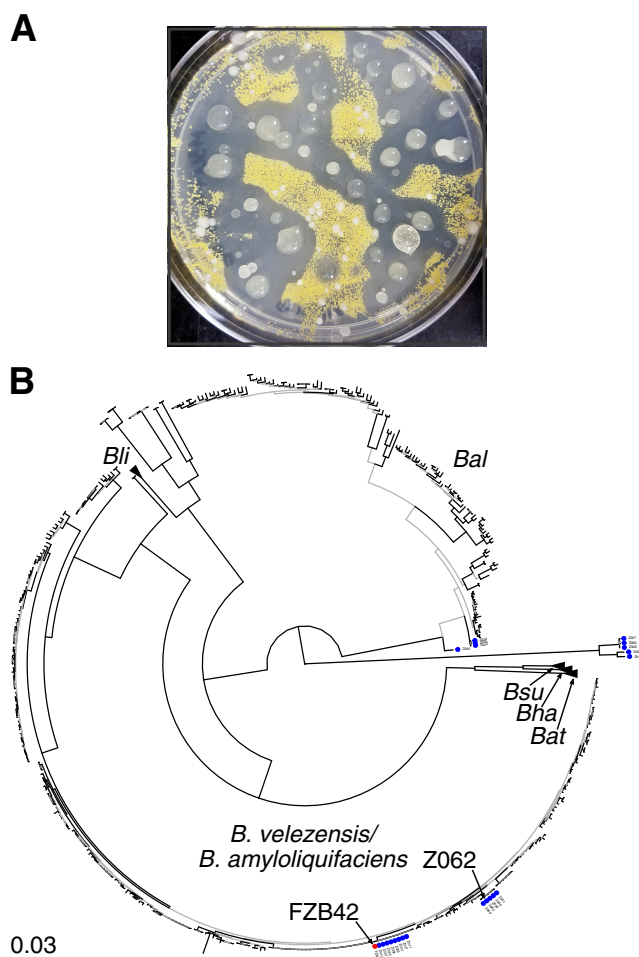 A
B
Bli
Bal
Bsu
Bha
Bat
B. velezensis/
B. amyloliquifaciens
Z062
FZB42
0.03